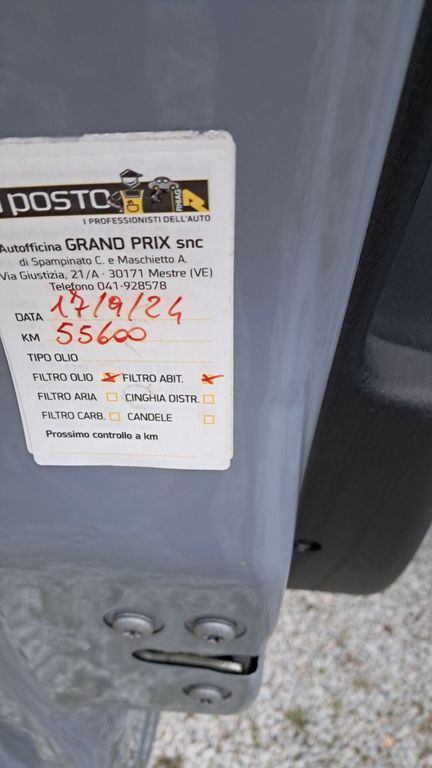 POSTO
RHIAG
I PROFESSIONISTI DELL'AUTO
Autofficina GRAND PRIX snc
di Spampinato C. e Maschietto A.
Via Giustizia, 21/A · 30171 Mestre (VE)
Telefono 041-928578
DATA 17/9/24
KM 55600
TIPO OLIO
FILTRO OLIO FILTRO ABIT.
FILTRO ARIA CINGHIA DISTR.
FILTRO CARB. CANDELE
Prossimo controllo a km